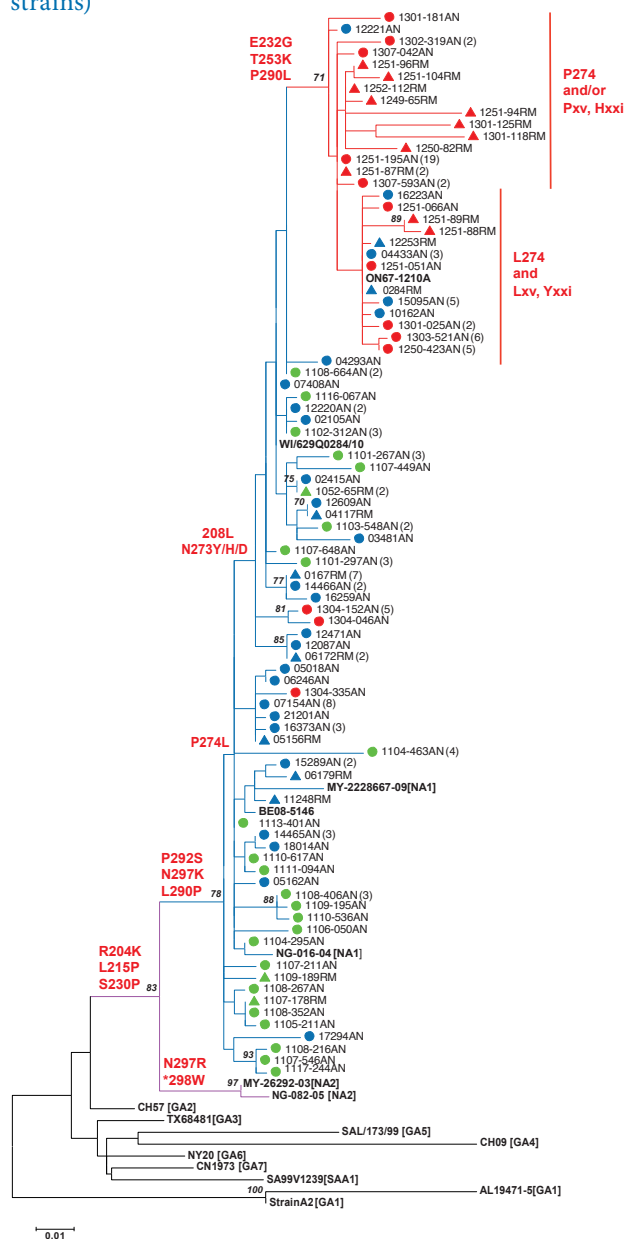 strains)
1301-181AN
12221AN
E232G
T253K
P290L
1302-319AN (2)
1307-042AN
1251-96RM
71
1251-104RM
1252-112RM
1249-65RM
P274
and/or
Pxv, Hxxi
1251-94RM
1301-125RM
1301-118RM
1250-82RM
1251-195AN (19)
1251-87RM (2)
1307-593AN (2)
16223AN
1251-066AN
89
1251-89RM
1251-88RM
12253RM
04433AN (3)
1251-051AN
ON67-1210A
0284RM
L274
and
Lxv, Yxxi
15095AN (5)
10162AN
1301-025AN (2)
1303-521AN (6)
1250-423AN (5)
04293AN
1108-664AN (2)
07408AN
1116-067AN
12220AN (2)
02105AN
1102-312AN (3)
WI/629Q0284/10
1101-267AN (3)
1107-449AN
75
02415AN
1052-65RM (2)
70
12609AN
04117RM
1103-548AN (2)
03481AN
208L
N273Y/H/D
1107-648AN
1101-297AN (3)
0167RM (7)
77
14466AN (2)
16259AN
81
1304-152AN (5)
1304-046AN
12471AN
85
12087AN
06172RM (2)
05018AN
06246AN
1304-335AN
07154AN (8)
21201AN
16373AN (3)
05156RM
P274L
1104-463AN (4)
15289AN (2)
06179RM
MY-2228667-09[NA1]
11248RM
BE08-5146
1113-401AN
14465AN (3)
18014AN
1110-617AN
1111-094AN
P292S
N297K
L290P
05162AN
78
1108-406AN (3)
88
1109-195AN
1110-536AN
1106-050AN
1104-295AN
NG-016-04 [NA1]
1107-211AN
1109-189RM
R204K
L215P
S230P
83
1108-267AN
1107-178RM
1108-352AN
1105-211AN
17294AN
1108-216AN
93
1107-546AN
1117-244AN
N297R
*298W
97
MY-26292-03[NA2]
NG-082-05 [NA2]
CH57 [GA2]
TX68481[GA3]
SAL/173/99 [GA5]
CH09 [GA4]
NY20 [GA6]
CN1973 [GA7]
SA99V1239[SAA1]
100
AL19471-5[GA1]
StrainA2[GA1]
0.01